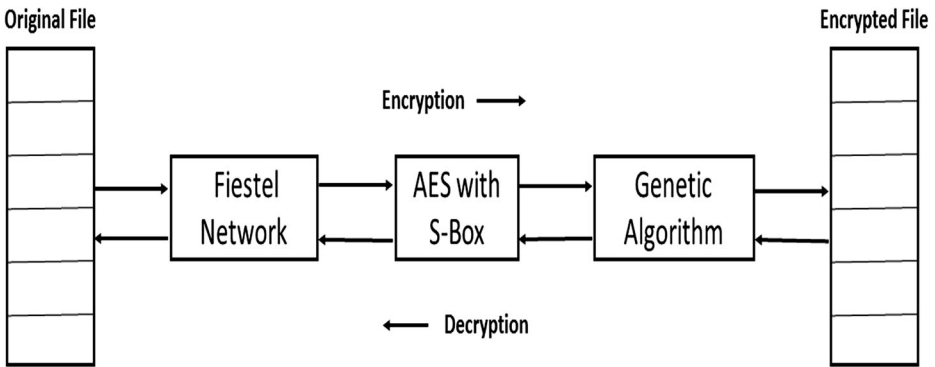 Original File
Encrypted File
Encryption
Fiestel
Network
AES with
S-Box
Genetic
Algorithm
Decryption